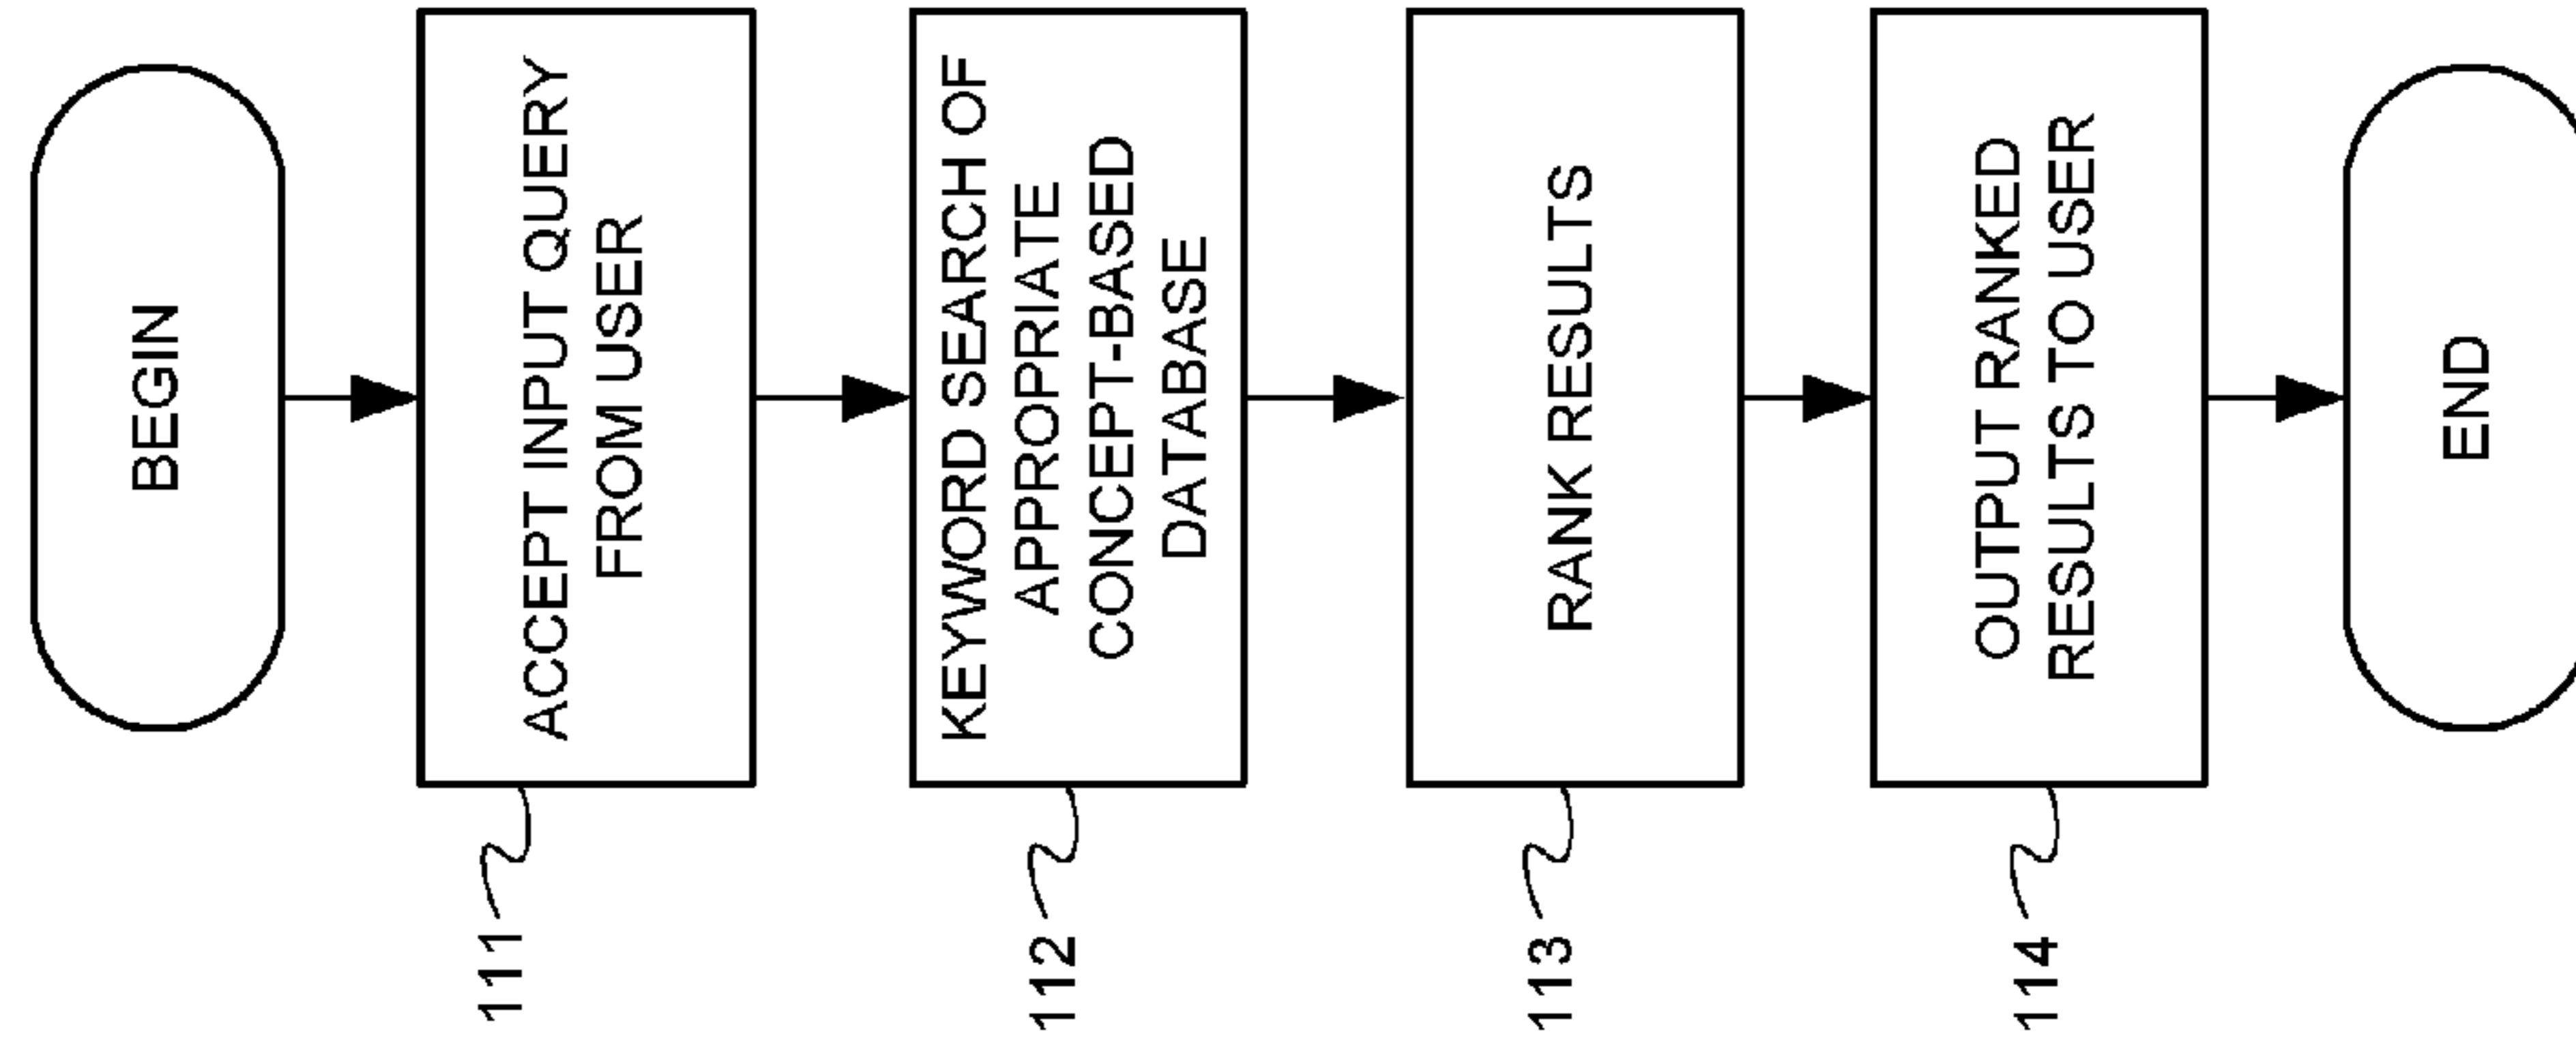 BEGIN
ACCEPT INPUT QUERY
FROM USER
111
KEYWORD SEARCH OF
APPROPRIATE
CONCEPT-BASED
DATABASE
112
RANK RESULTS
113
OUTPUT RANKED
RESULTS TO USER
114
END